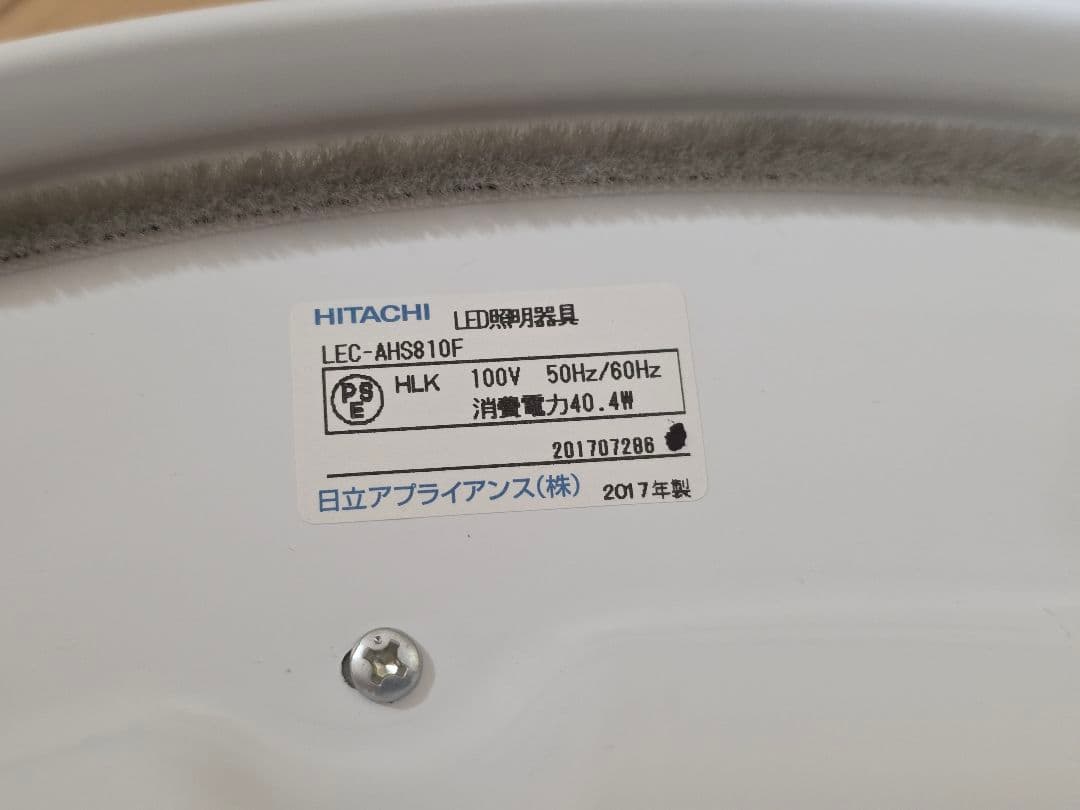 HITACHI LED照明器具
LEC-AHS810F
PS E HLK 100V 50Hz/60Hz
消費電力40.4W
201707286
日立アプライアンス(株) 2017年製